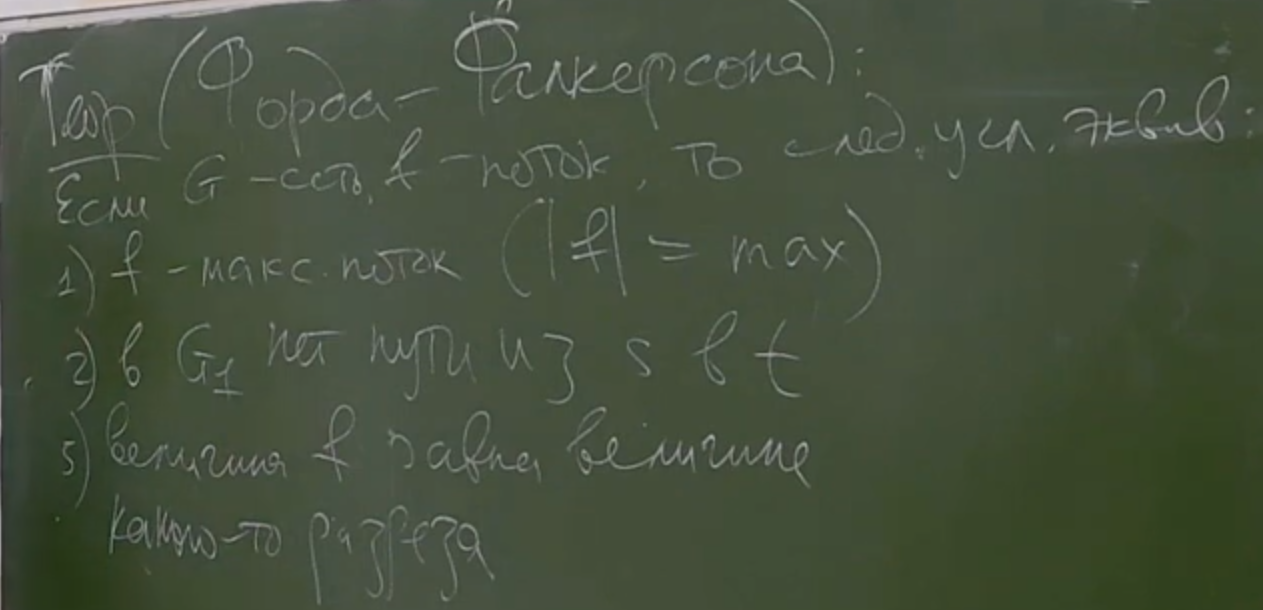 Теор (Форда-Фалкерсона):
Если G - сеть, f - поток, то след. усл. эквив:
1) f - макс. поток (|f| = max)
2) в G1 нет пути из s в t
3) величина f равна величине
какого-то разреза